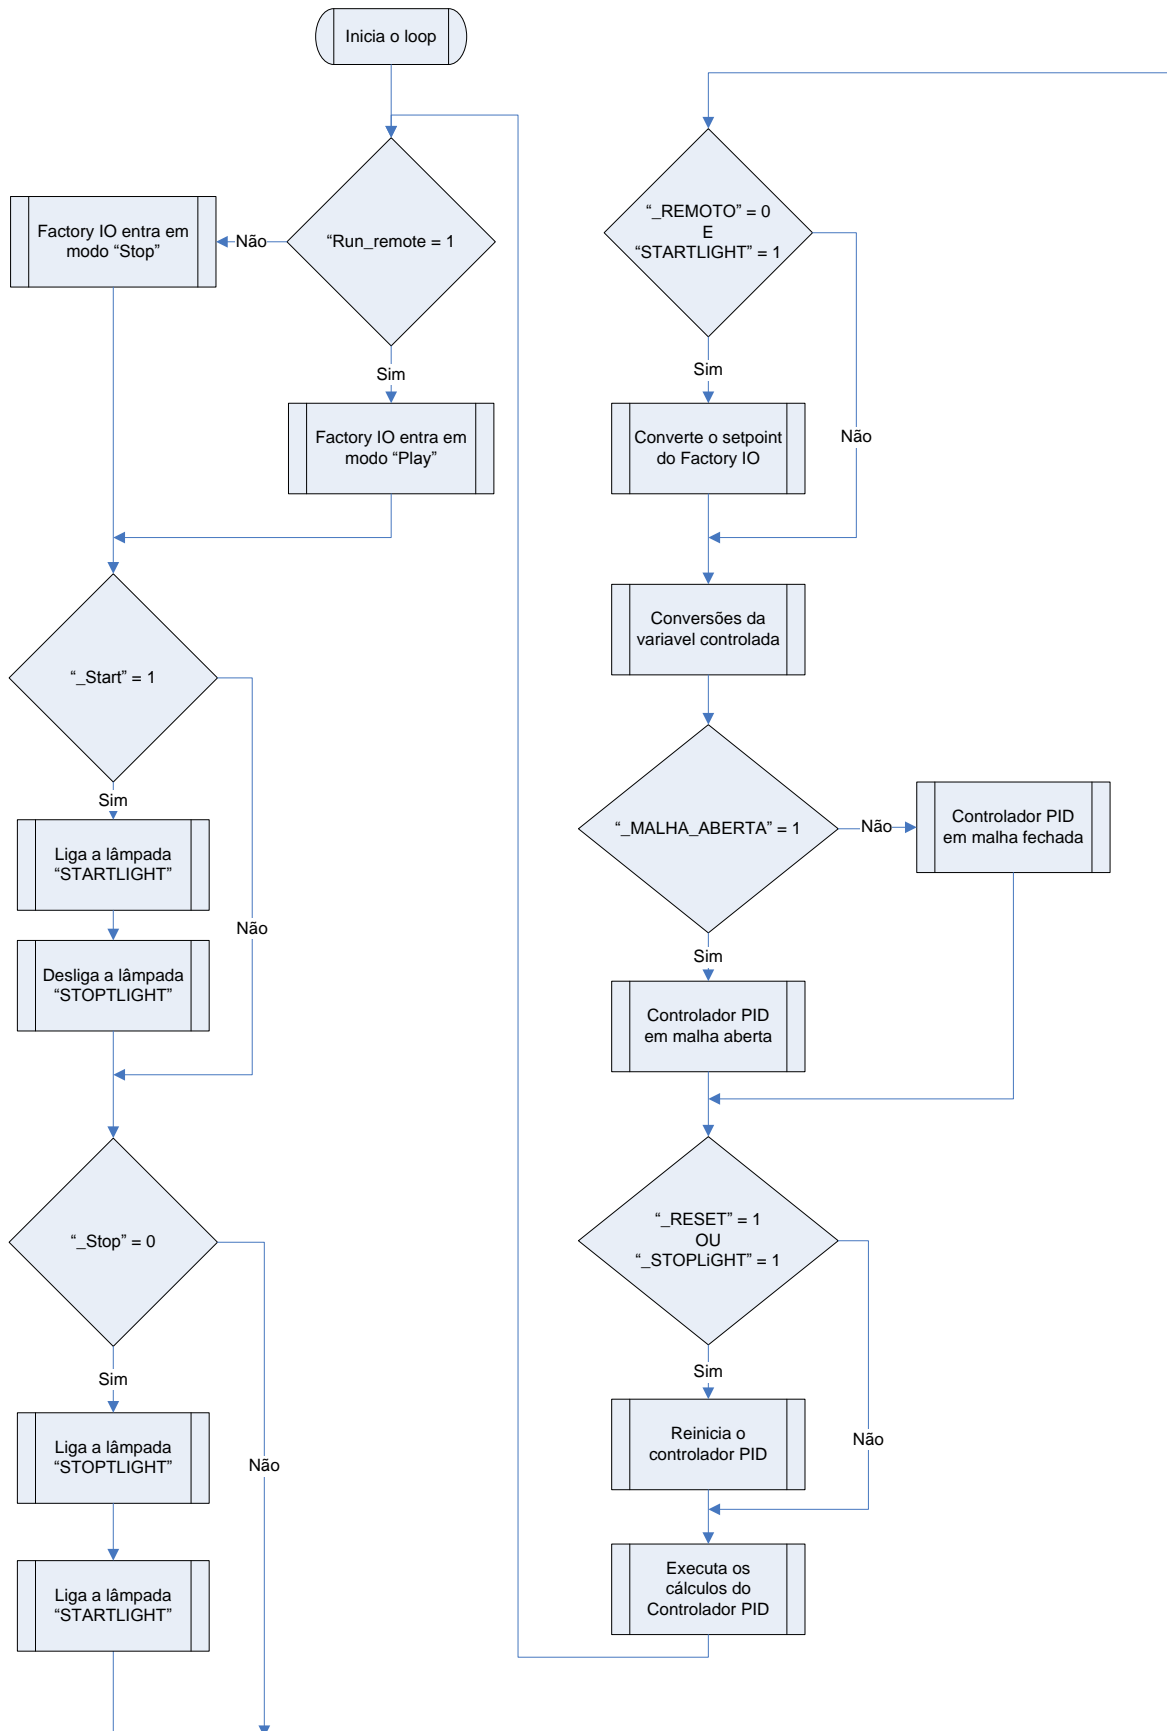 Inicia o loop
“Run_remote = 1
Não
Factory IO entra em
modo “Stop”
Sim
Factory IO entra em
modo “Play”
“_Start” = 1
Sim
Liga a lâmpada
“STARTLIGHT”
Não
Desliga a lâmpada
“STOPTLIGHT”
“_Stop” = 0
Sim
Liga a lâmpada
“STOPTLIGHT”
Não
Liga a lâmpada
“STARTLIGHT”
“_REMOTO” = 0
E
“STARTLIGHT” = 1
Sim
Converte o setpoint
do Factory IO
Não
Conversões da
variavel controlada
“_MALHA_ABERTA” = 1
Não
Controlador PID
em malha fechada
Sim
Controlador PID
em malha aberta
“_RESET” = 1
OU
“_STOPLiGHT” = 1
Sim
Reinicia o
controlador PID
Não
Executa os
cálculos do
Controlador PID